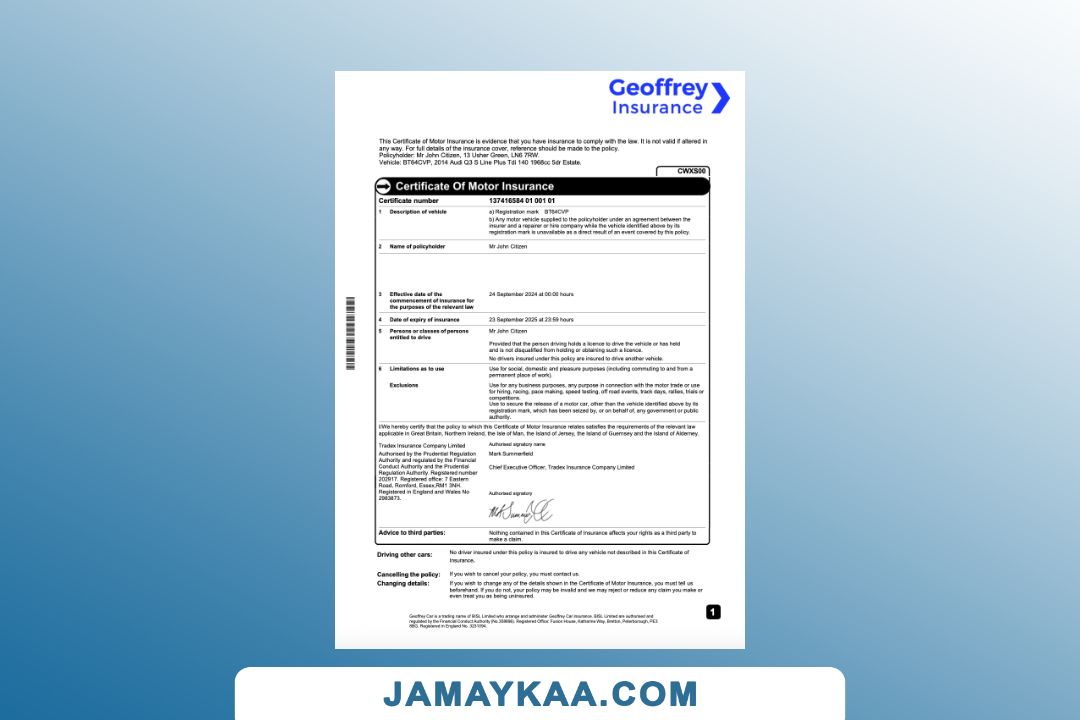 Geoffrey
Insurance
This Certificate of Motor Insurance is evidence that you have insurance to comply with the law. It is not valid if altered in
any way. For full details of the insurance cover, reference should be made to the policy.
Policyholder: Mr John Citizen, 13 Usher Green, LN6 7RW.
Vehicle: BT64CVP, 2014 Audi Q3 S Line Plus Tdi 140 1968cc 5dr Estate.
CWXS00
Certificate Of Motor Insurance
Certificate number 137416584 01 001 01
1 Description of vehicle a) Registration mark BT64CVP
b) Any motor vehicle supplied to the policyholder under an agreement between the
insurer and a repairer or hire company while the vehicle identified above by its
registration mark is unavailable as a direct result of an event covered by this policy.
2 Name of policyholder Mr John Citizen
3 Effective date of the
commencement of insurance for
the purposes of the relevant law
24 September 2024 at 00:00 hours
4 Date of expiry of insurance 23 September 2025 at 23:59 hours
5 Persons or classes of persons
entitled to drive
Mr John Citizen
Provided that the person driving holds a licence to drive the vehicle or has held
and is not disqualified from holding or obtaining such a licence.
No drivers insured under this policy are insured to drive another vehicle.
6 Limitations as to use Use for social, domestic and pleasure purposes (including commuting to and from a
permanent place of work).
Exclusions Use for any business purposes, any purpose in connection with the motor trade or use
for hiring, racing, pace making, speed testing, off road events, track days, rallies, trials or
competitions.
Use to secure the release of a motor car, other than the vehicle identified above by its
registration mark, which has been seized by, or on behalf of, any government or public
authority.
I/We hereby certify that the policy to which this Certificate of Motor Insurance relates satisfies the requirements of the relevant law
applicable in Great Britain, Northern Ireland, the Isle of Man, the Island of Jersey, the Island of Guernsey and the Island of Alderney.
Tradex Insurance Company Limited
Authorised by the Prudential Regulation
Authority and regulated by the Financial
Conduct Authority and the Prudential
Regulation Authority. Registered number
202917. Registered office: 7 Eastern
Road, Romford, Essex,RM1 3NH.
Registered in England and Wales No
2983873.
Authorised signatory name
Mark Summerfield
Chief Executive Officer, Tradex Insurance Company Limited
Authorised signatory
Advice to third parties: Nothing contained in this Certificate of Insurance affects your rights as a third party to
make a claim.
Driving other cars: No driver insured under this policy is insured to drive any vehicle not described in this Certificate of
Insurance.
Cancelling the policy: If you wish to cancel your policy, you must contact us.
Changing details: If you wish to change any of the details shown in the Certificate of Motor Insurance, you must tell us
beforehand. If you do not, your policy may be invalid and we may reject or reduce any claim you make or
even treat you as being uninsured.
1
Geoffrey Car is a trading name of BISL Limited who arrange and administer Geoffrey Car insurance. BISL Limited are authorised and
regulated by the Financial Conduct Authority Registered Office: Fusion House, Katharine Way, Bretton, Peterborough, PE3
8BG. Registered in England No.
JAMAYKAA.COM